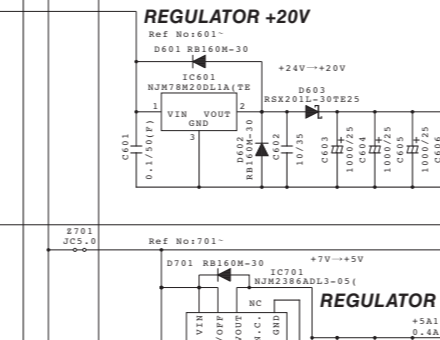 REGULATOR +20V
Ref No:601~
D601 RB160M-30
+24V→+20V
IC601
NJM78M20DL1A(TE
D603
RSX201L-30TE25
1
VIN VOUT
2
GND
3
C601
0.1/50(F)
D602
RB160M-30
C602
10/35
C603
1000/25
C604
1000/25
C605
1000/25
C606
Z701
JC5.0
Ref No:701~
+7V→+5V
D701 RB160M-30
IC701
NJM2386ADL3-05(
REGULATOR
NC
VIN
/OFF
VOUT
N.C.
GND
+5A1
0.4A